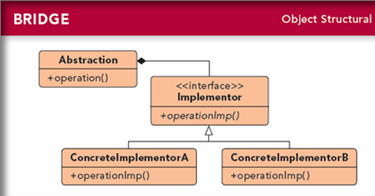 BRIDGE
Object Structural
Abstraction
+operation()
<<interface>>
Implementor
+operationImp()
ConcreteImplementorA
+operationImp()
ConcreteImplementorB
+operationImp()